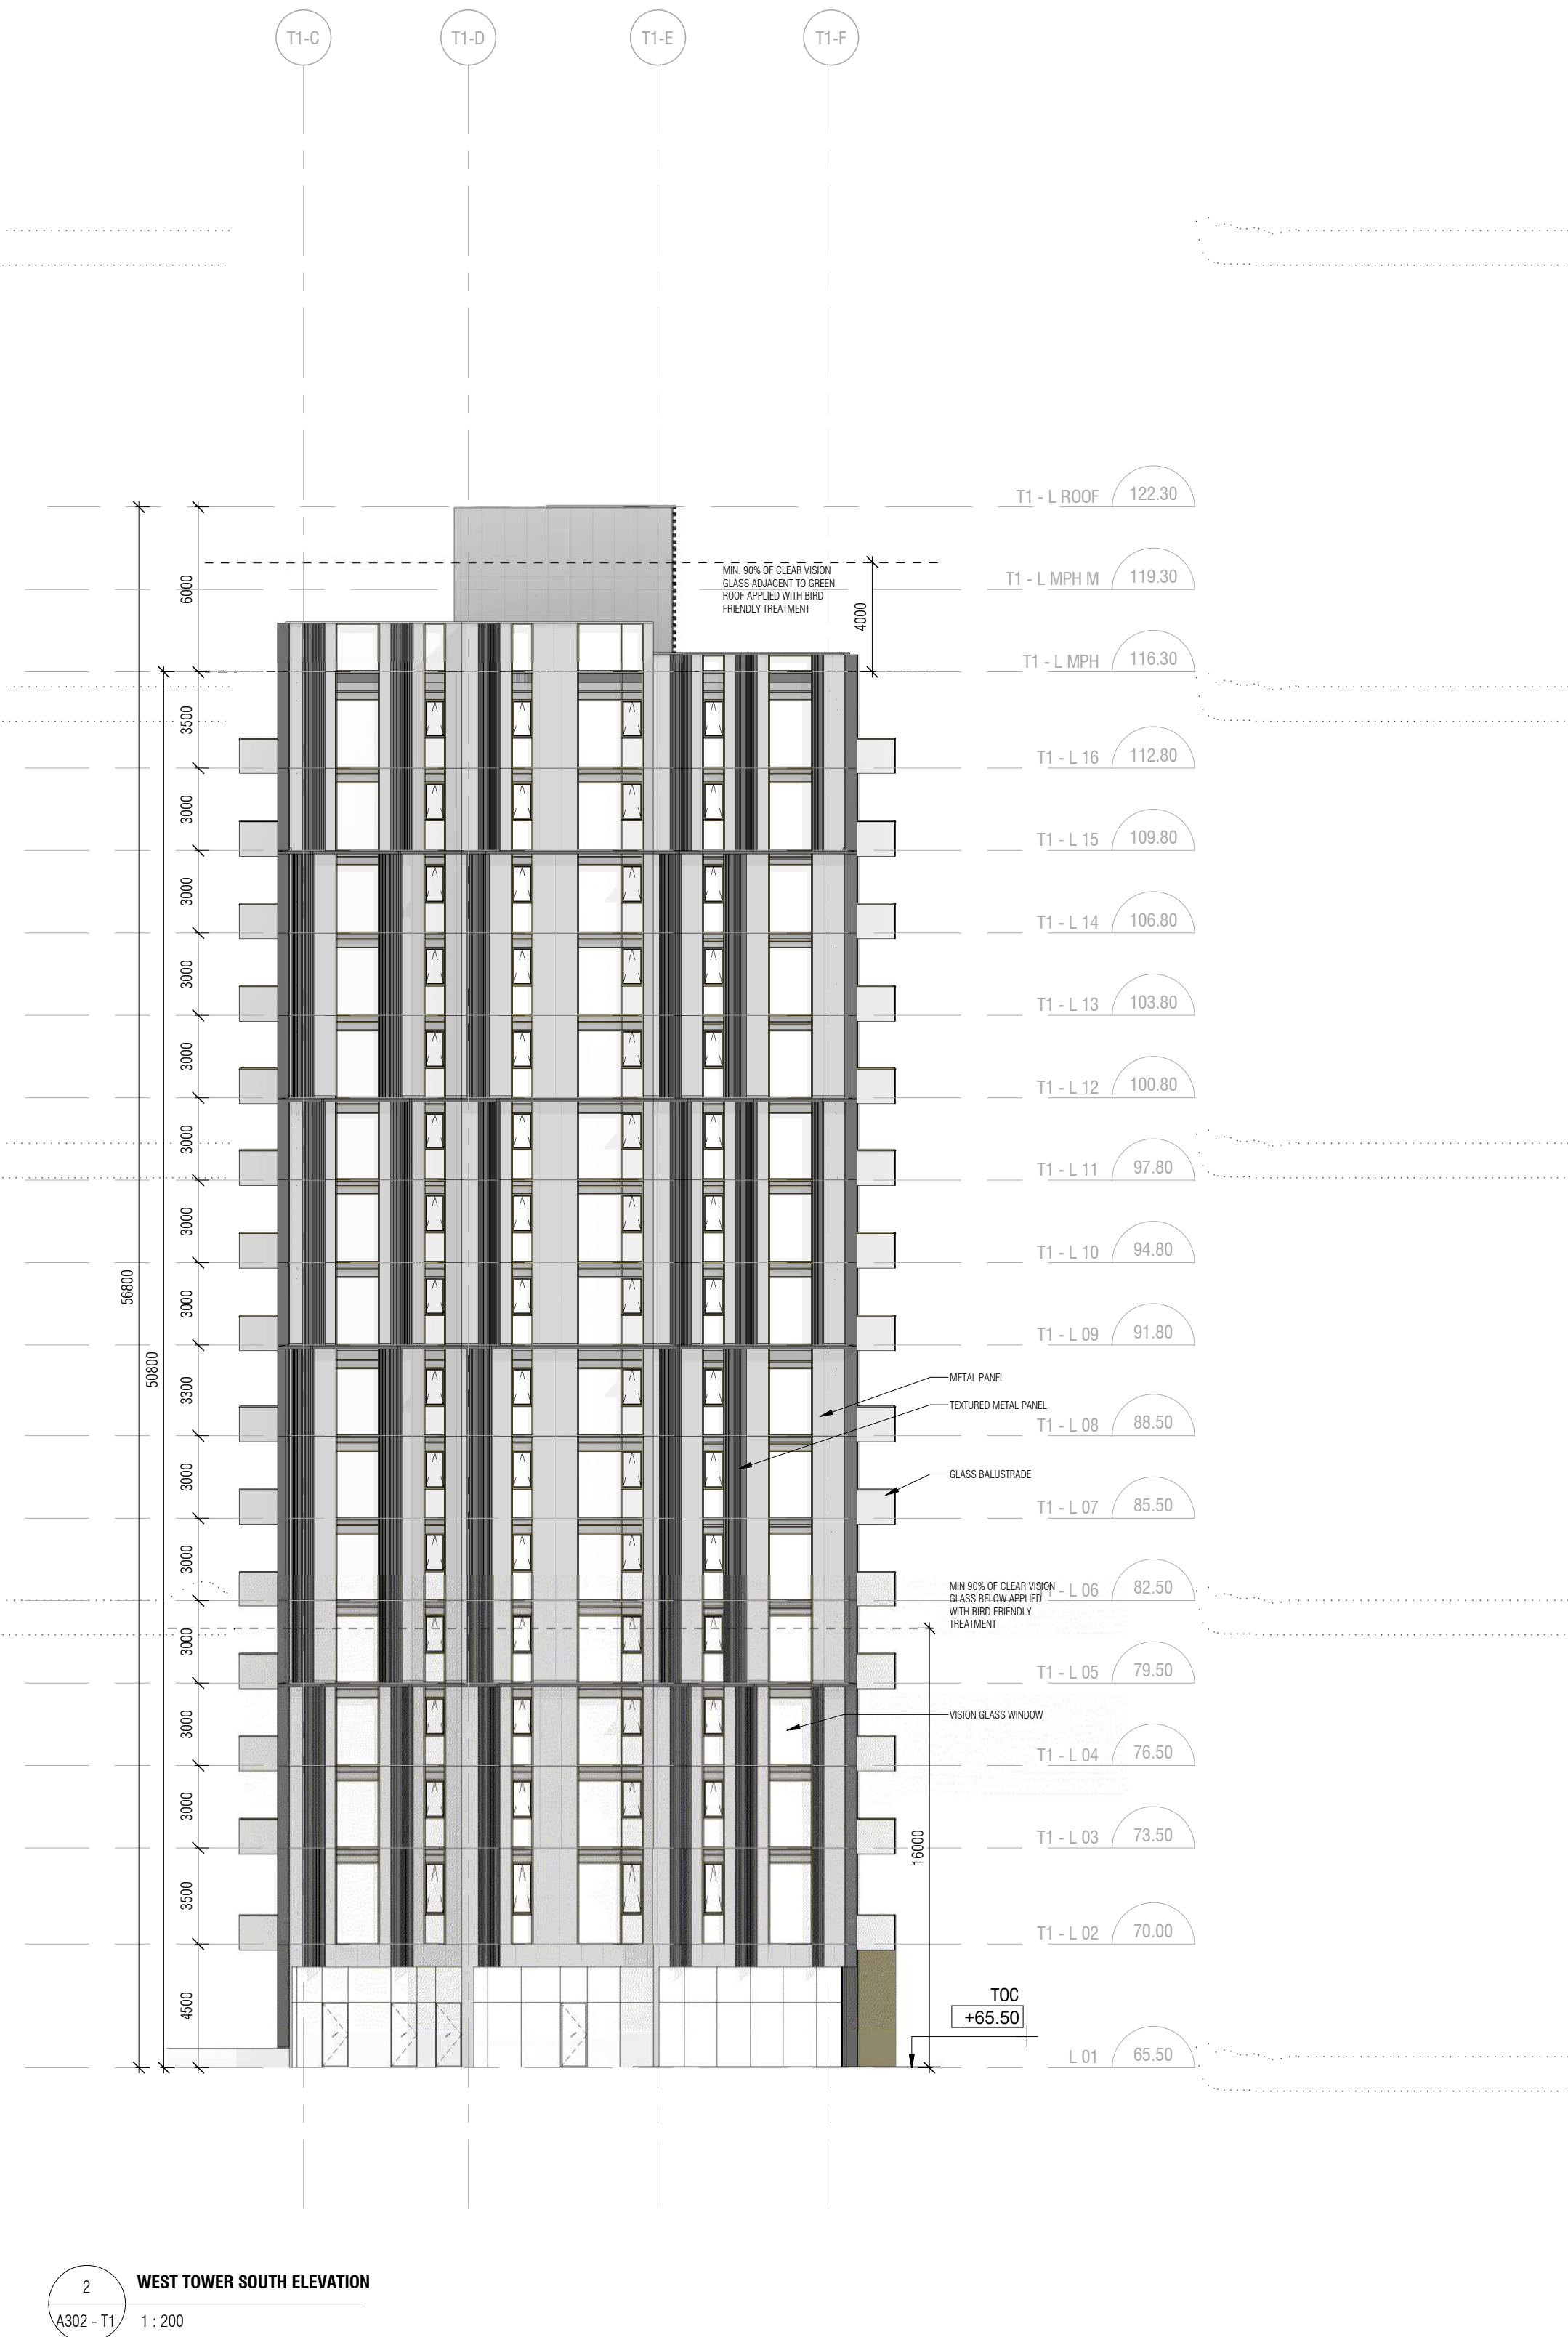 T1-C
T1-D
T1-E
T1-F
T1 - L ROOF 122.30
T1 - L MPH M 119.30
T1 - L MPH 116.30
T1 - L 16 112.80
T1 - L 15 109.80
T1 - L 14 106.80
T1 - L 13 103.80
T1 - L 12 100.80
T1 - L 11 97.80
T1 - L 10 94.80
T1 - L 09 91.80
T1 - L 08 88.50
T1 - L 07 85.50
T1 - L 06 82.50
T1 - L 05 79.50
T1 - L 04 76.50
T1 - L 03 73.50
T1 - L 02 70.00
L 01 65.50
6000
3500
3000
3000
3000
3000
3000
3000
3000
3300
3000
3000
3000
3000
3000
3500
4500
56800
50800
MIN. 90% OF CLEAR VISION
GLASS ADJACENT TO GREEN
ROOF APPLIED WITH BIRD
FRIENDLY TREATMENT
4000
METAL PANEL
TEXTURED METAL PANEL
GLASS BALUSTRADE
MIN 90% OF CLEAR VISION
GLASS BELOW APPLIED
WITH BIRD FRIENDLY
TREATMENT
VISION GLASS WINDOW
16000
TOC
+65.50
2
WEST TOWER SOUTH ELEVATION
A302 - T1
1 : 200